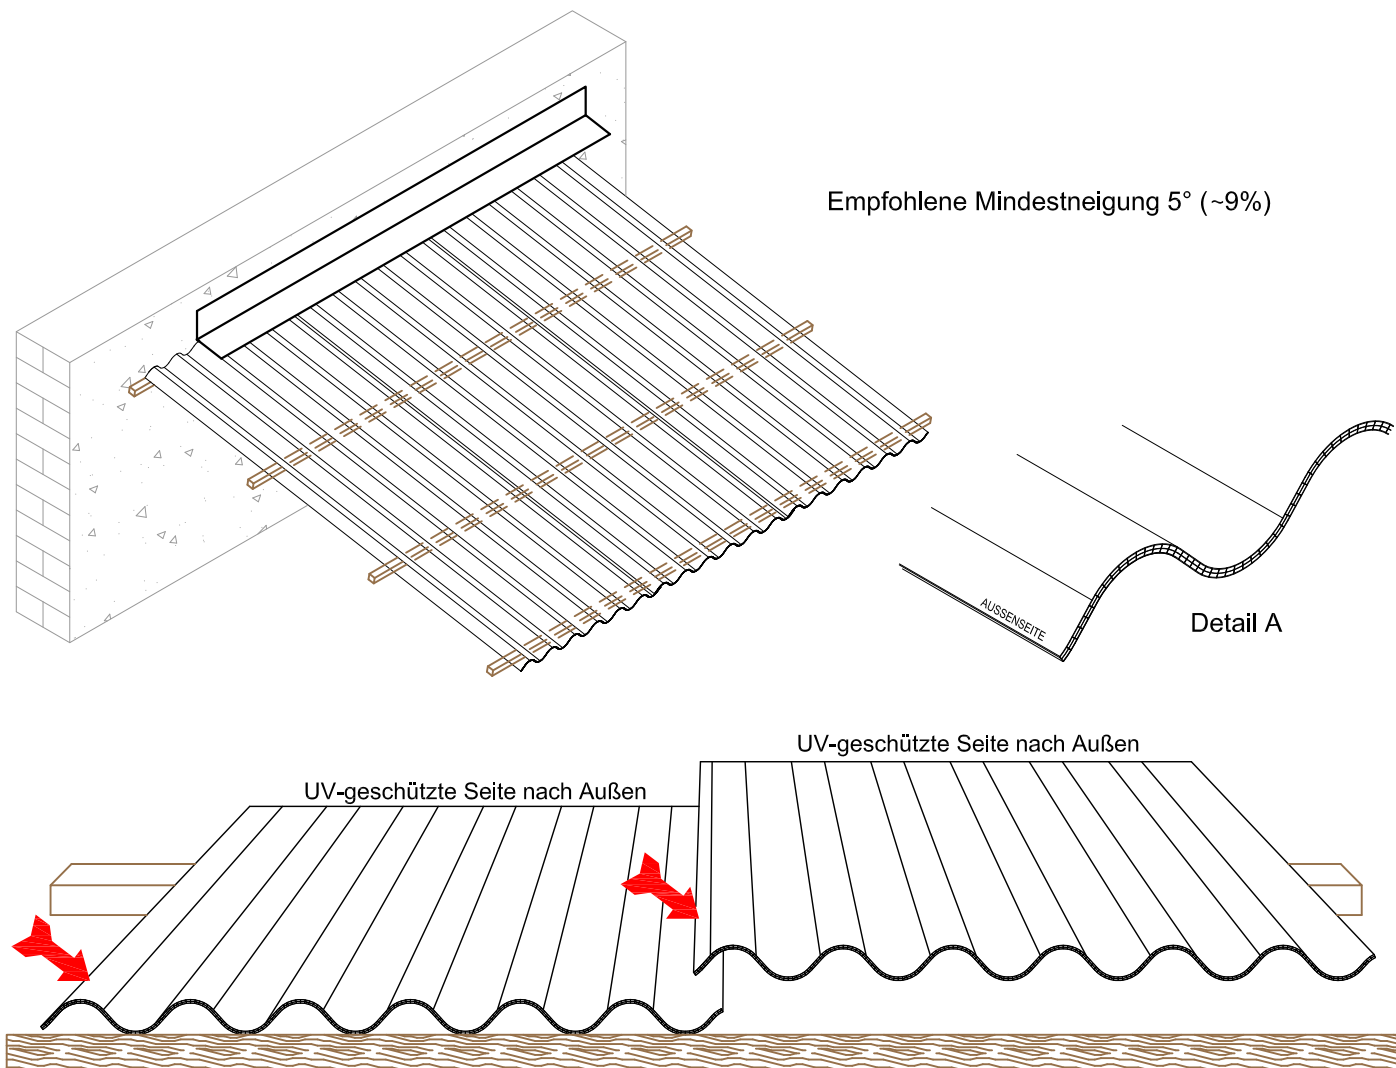 Empfohlene Mindestneigung 5° (~9%)
AUSSENSEITE
Detail A
UV-geschützte Seite nach Außen
UV-geschützte Seite nach Außen